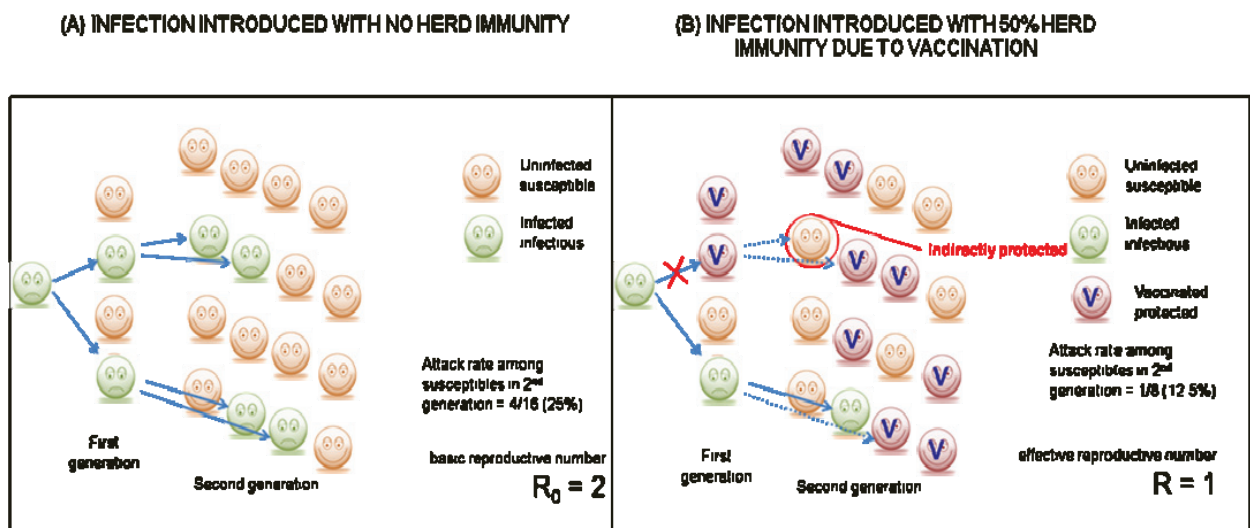 (A) INFECTION INTRODUCED WITH NO HERD IMMUNITY
(B) INFECTION INTRODUCED WITH 50% HERD
IMMUNITY DUE TO VACCINATION
Uninfected
susceptible
Infected
infectious
Attack rate among
susceptibles in 2nd
generation = 4/16 (25%)
First
generation
Second generation
basic reproductive number
R0 = 2
V
V
V
V
V
V
V
V
V
V
Uninfected
susceptible
Indirectly protected
Infected
infectious
V
Vaccinated
protected
Attack rate among
susceptibles in 2nd
generation = 1/8 (12 5%)
First
generation
Second generation
effective reproductive number
R = 1